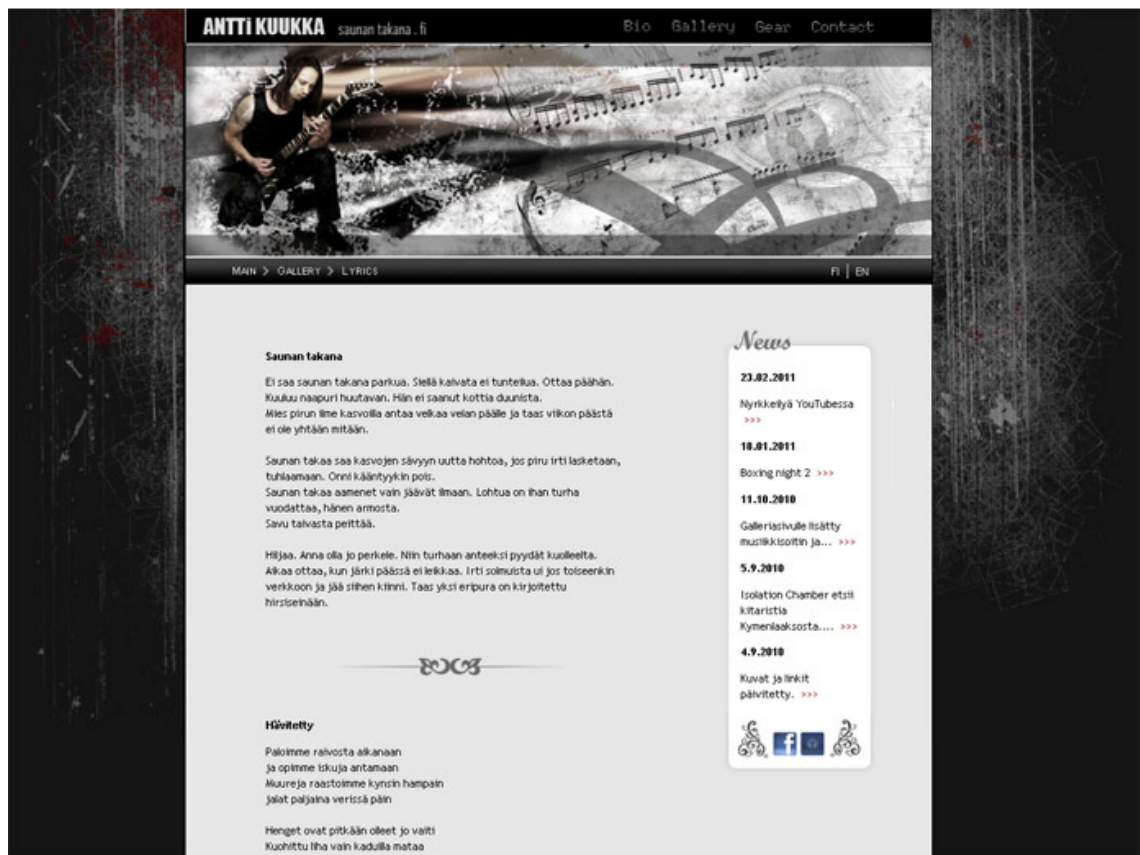 ANTTi KUUKKA saunan takana . fi Bio Gallery Gear Contact
MAIN > GALLERY > LYRICS FI | EN
Saunan takana
Ei saa saunan takana parkua. Siellä kaivata ei tunteilua. Ottaa päähän.
Kuuluu naapuri huutavan. Hän ei saanut kottia duunista.
Mies pirun ilme kasvoilla antaa velkaa velan päälle ja taas viikon päästä
ei ole yhtään mitään.
Saunan takaa saa kasvojen sävyyn uutta hohtoa, jos piru irti lasketaan,
tuhlaamaan. Onni kääntyykin pois.
Saunan takaa aamenet vain jäävät ilmaan. Lohtua on ihan turha
vuodattaa, hänen armosta.
Savu taivasta peittää.
Hiljaa. Anna olla jo perkele. Niin turhaan anteeksi pyydät kuolleelta.
Aikaa ottaa, kun järki päässä ei leikkaa. Irti solmuista ui jos toiseenkin
verkkoon ja jää siihen kiinni. Taas yksi eripura on kirjoitettu
hirsiseinään.
Hävitetty
Paloimme raivosta aikanaan
ja opimme iskuja antamaan
Muureja raastoimme kynsin hampain
jalat paljaina verissä päin
Henget ovat pitkään olleet jo vaiti
Kuohittu liha vain kaduilla mataa
News
23.02.2011
Nyrkkeilyä YouTubessa
>>>
18.01.2011
Boxing night 2 >>>
11.10.2010
Galleriasivulle lisätty
musiikkisoitin ja... >>>
5.9.2010
Isolation Chamber etsii
kitaristia
Kymenlaaksosta.... >>>
4.9.2010
Kuvat ja linkit
päivitetty. >>>
f